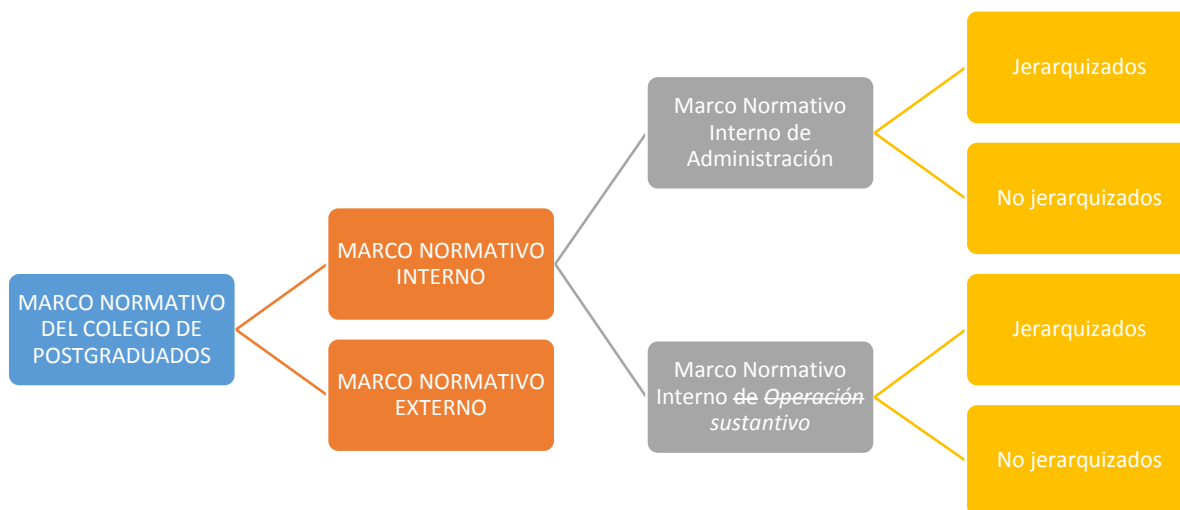 MARCO NORMATIVO
DEL COLEGIO DE
POSTGRADUADOS
MARCO NORMATIVO
INTERNO
MARCO NORMATIVO
EXTERNO
Marco Normativo
Interno de
Administración
Marco Normativo
Interno de Operación
sustantivo
Jerarquizados
No jerarquizados
Jerarquizados
No jerarquizados